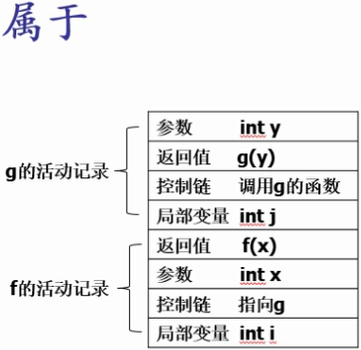 属于
参数 int y
返回值 g(y)
g的活动记录
控制链 调用g的函数
局部变量 int j
返回值 f(x)
参数 int x
f的活动记录
控制链 指向g
局部变量 int i